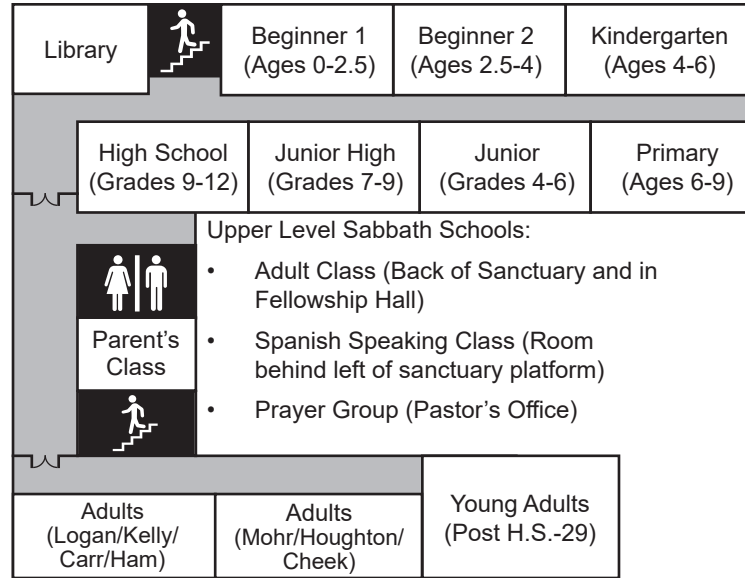 Library
Beginner 1
(Ages 0-2.5)
Beginner 2
(Ages 2.5-4)
Kindergarten
(Ages 4-6)
High School
(Grades 9-12)
Junior High
(Grades 7-9)
Junior
(Grades 4-6)
Primary
(Ages 6-9)
Upper Level Sabbath Schools:
• Adult Class (Back of Sanctuary and in
Fellowship Hall)
• Spanish Speaking Class (Room
behind left of sanctuary platform)
• Prayer Group (Pastor's Office)
Parent's
Class
Adults
(Logan/Kelly/
Carr/Ham)
Adults
(Mohr/Houghton/
Cheek)
Young Adults
(Post H.S.-29)